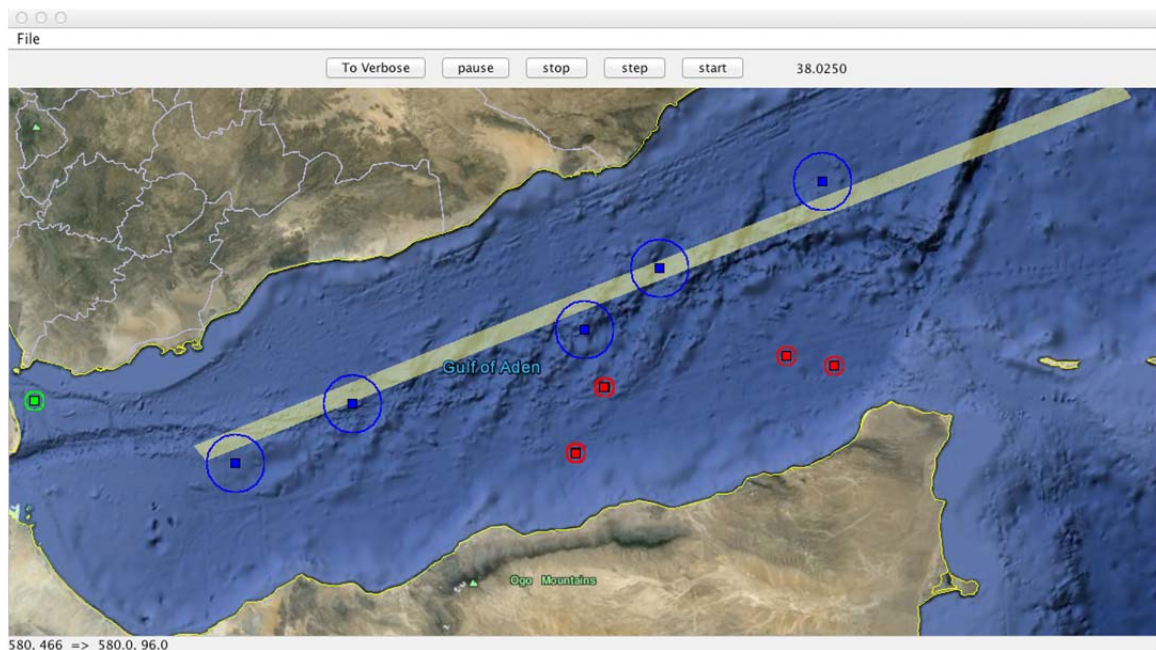 File
To Verbose pause stop step start 38.0250
Gulf of Aden
Ogo Mountains
580, 466 => 580.0, 96.0